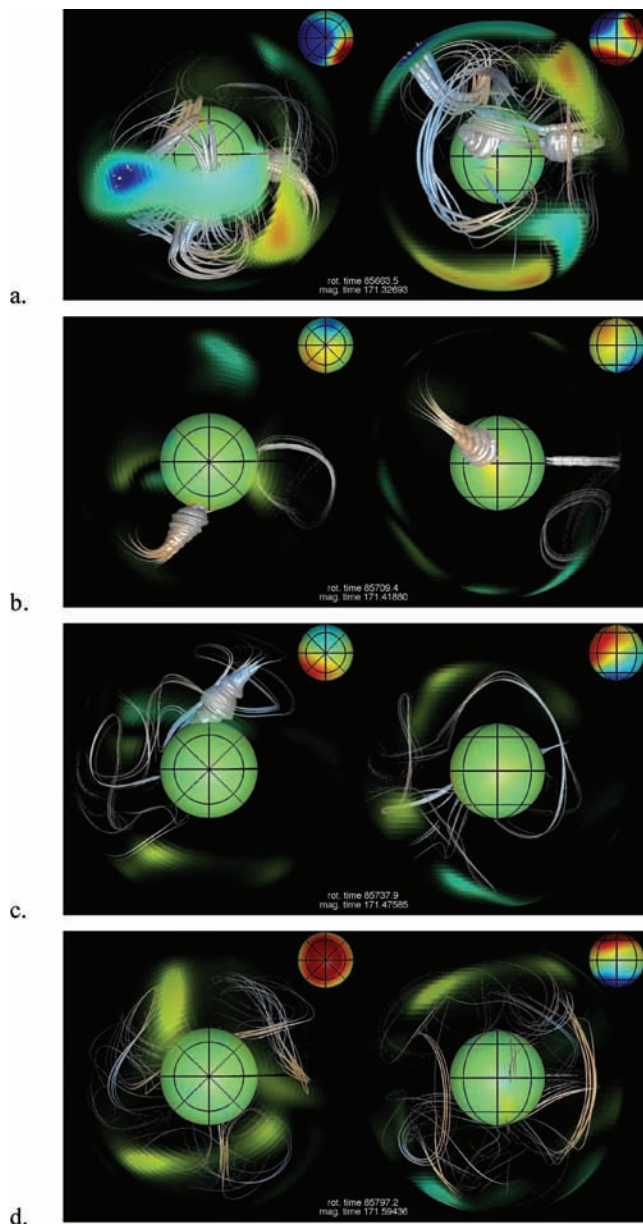 rot. time 85663.5
mag. time 171.32693
a.
rot. time 85709.4
mag. time 171.41880
b.
rot. time 85737.9
mag. time 171.47585
c.
rot. time 85797.2
mag. time 171.59436
d.